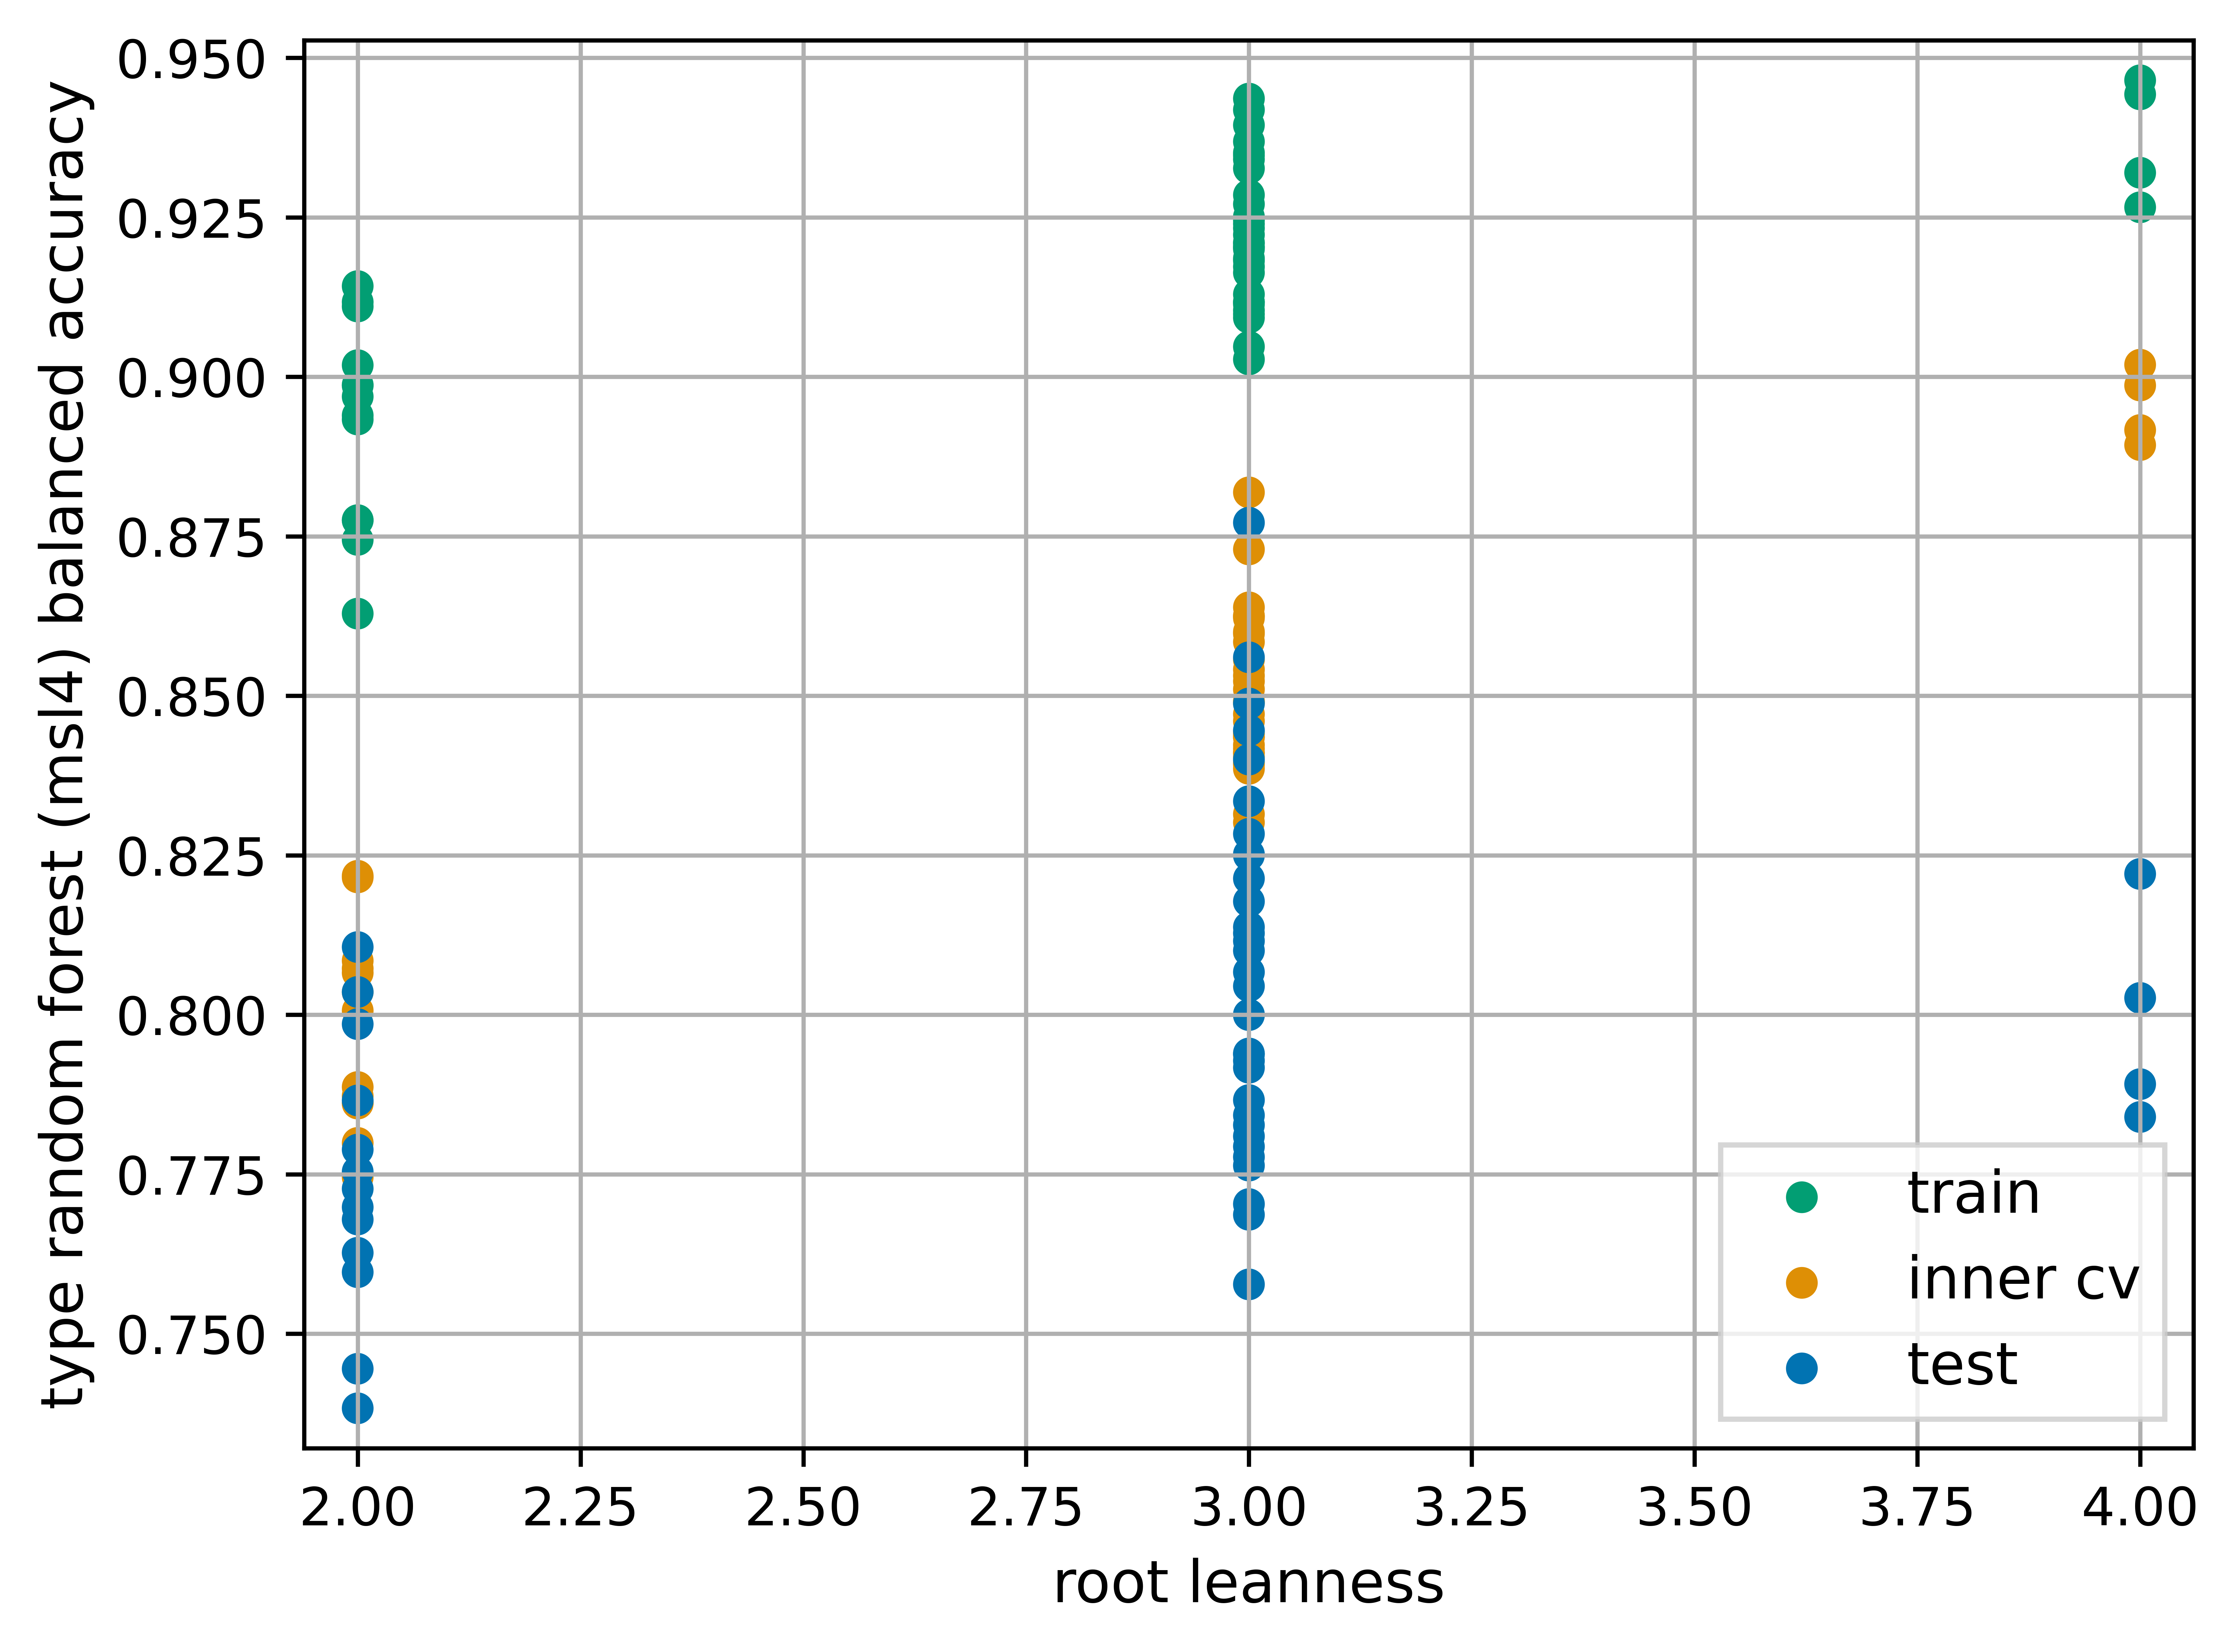 type random forest (msl4) balanced accuracy
0.950
0.925
0.900
0.875
0.850
0.825
0.800
0.775
0.750
train
inner cv
test
2.00 2.25 2.50 2.75 3.00 3.25 3.50 3.75 4.00
root leanness